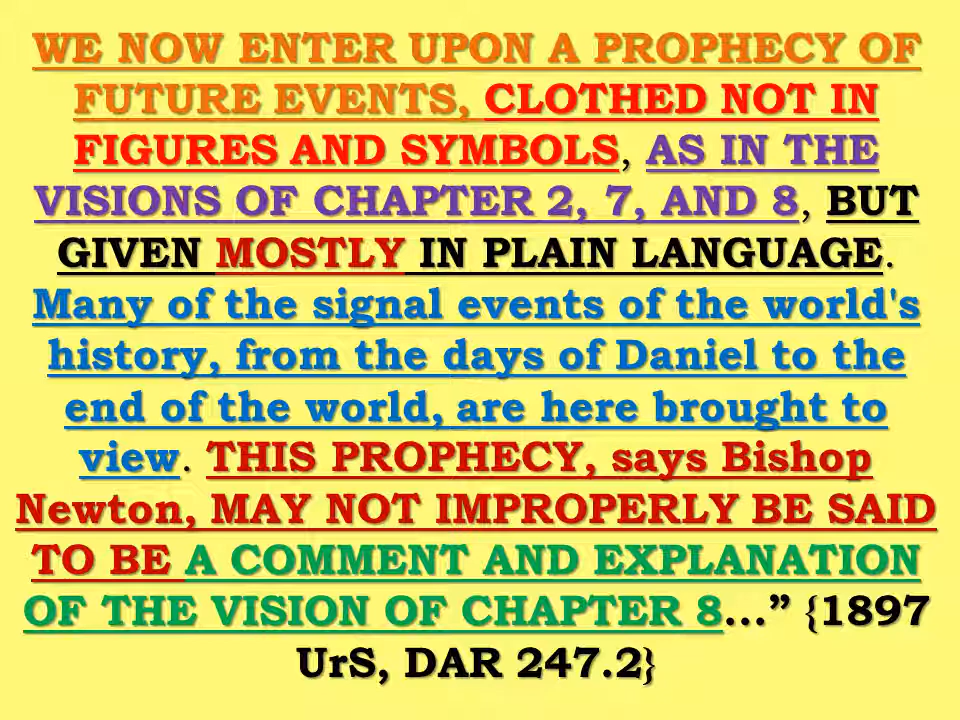 WE NOW ENTER UPON A PROPHECY OF
FUTURE EVENTS, CLOTHED NOT IN
FIGURES AND SYMBOLS, AS IN THE
VISIONS OF CHAPTER 2, 7, AND 8, BUT
GIVEN MOSTLY IN PLAIN LANGUAGE.
Many of the signal events of the world's
history, from the days of Daniel to the
end of the world, are here brought to
view. THIS PROPHECY, says Bishop
Newton, MAY NOT IMPROPERLY BE SAID
TO BE A COMMENT AND EXPLANATION
OF THE VISION OF CHAPTER 8…” {1897
UrS, DAR 247.2}